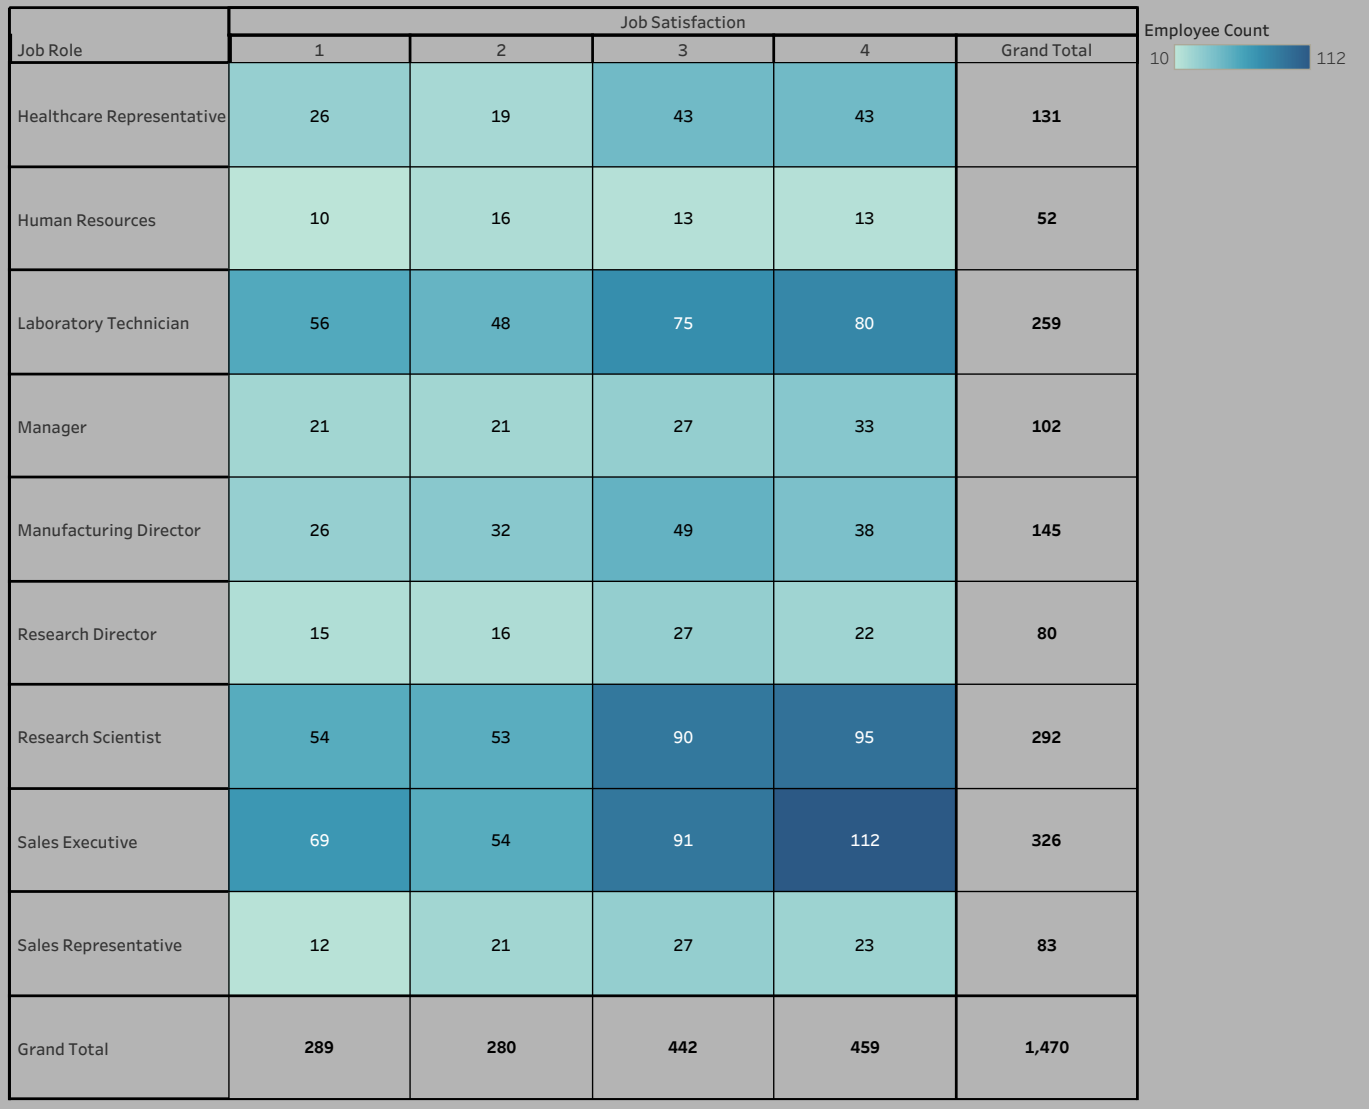 Job Satisfaction
Employee Count
Job Role 1 2 3 4 Grand Total
10 112
Healthcare Representative 26 19 43 43 131
Human Resources 10 16 13 13 52
Laboratory Technician 56 48 75 80 259
Manager 21 21 27 33 102
Manufacturing Director 26 32 49 38 145
Research Director 15 16 27 22 80
Research Scientist 54 53 90 95 292
Sales Executive 69 54 91 112 326
Sales Representative 12 21 27 23 83
Grand Total 289 280 442 459 1,470